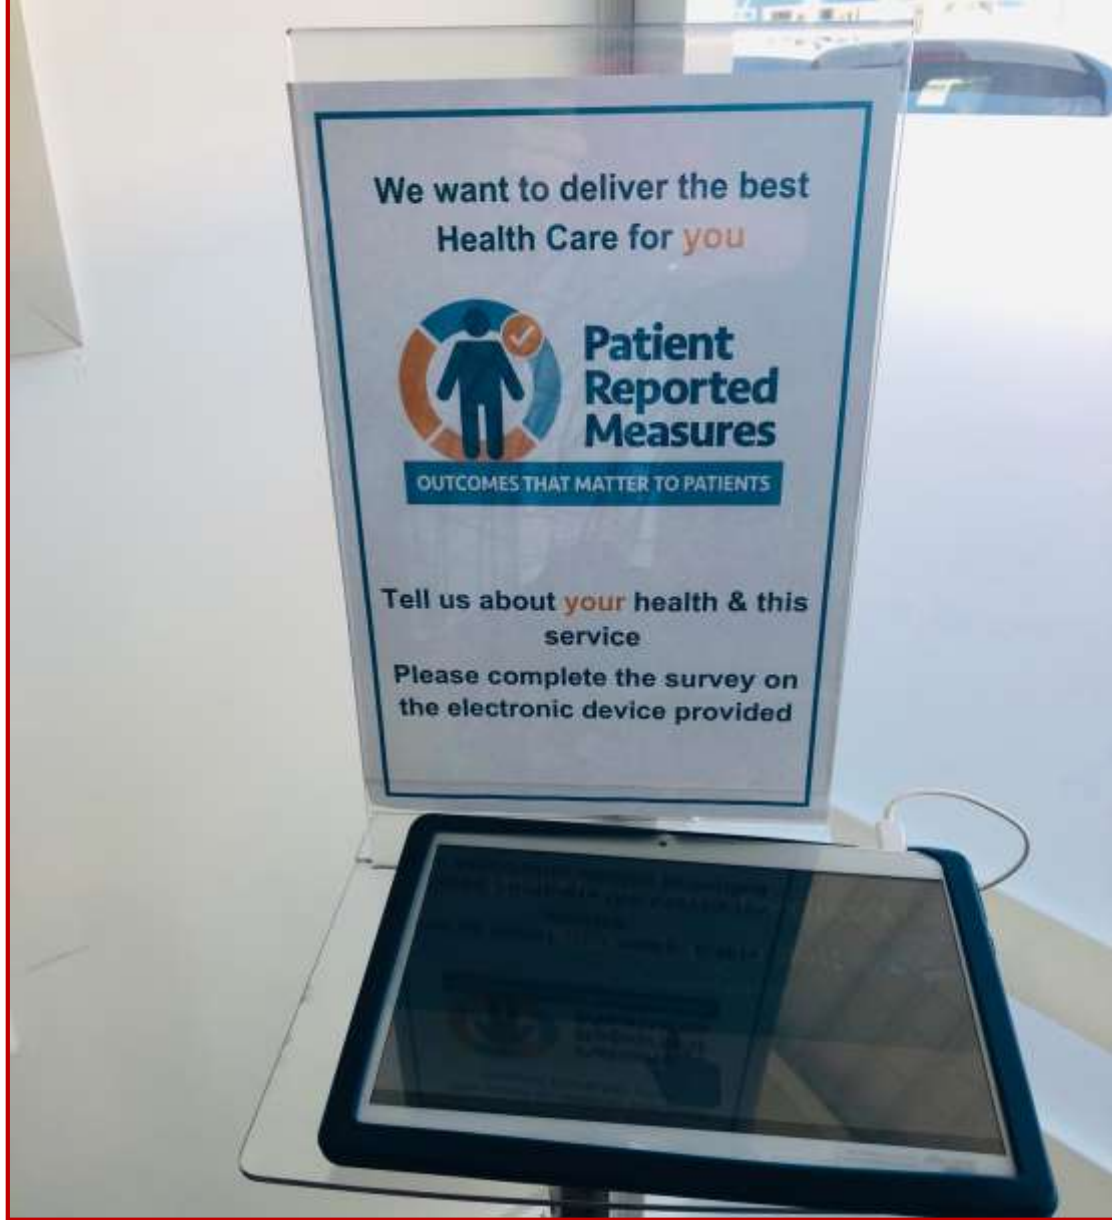 We want to deliver the best
Health Care for you
Patient
Reported
Measures
OUTCOMES THAT MATTER TO PATIENTS
Tell us about your health & this
service
Please complete the survey on
the electronic device provided